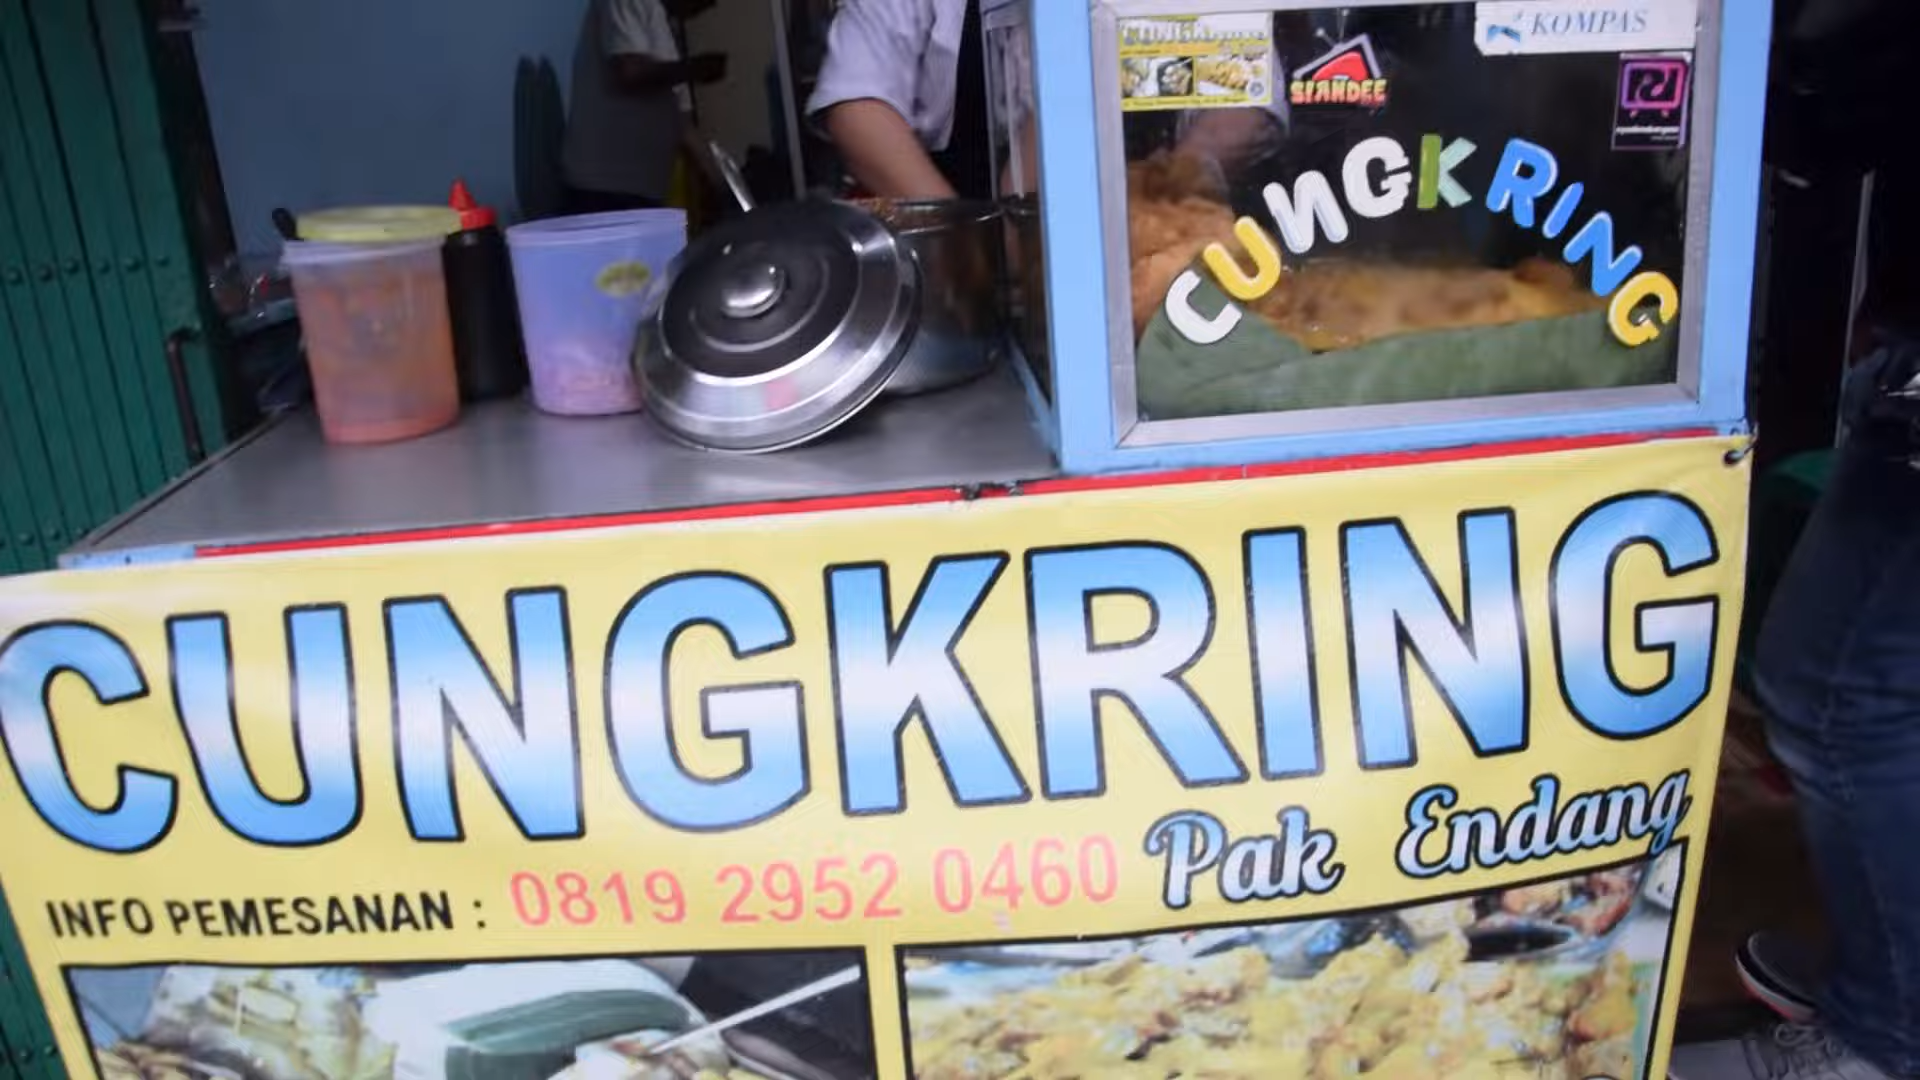 KOMPAS
SIANDEE
CUNGKRING
CUNGKRING
Pak Endang
INFO PEMESANAN : 0819 2952 0460